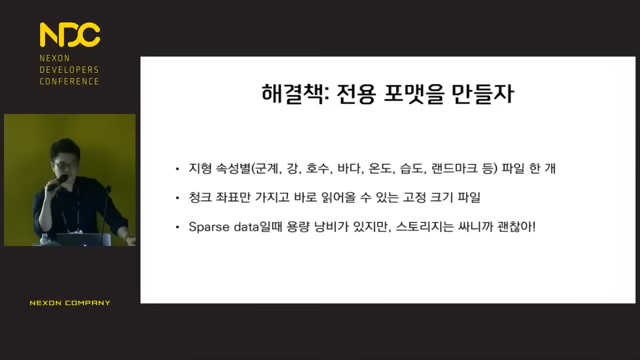 NDC
NEXON
DEVELOPERS
CONFERENCE
해결책: 전용 포맷을 만들자
• 지형 속성별(군계, 강, 호수, 바다, 온도, 습도, 랜드마크 등) 파일 한 개
• 청크 좌표만 가지고 바로 읽어올 수 있는 고정 크기 파일
• Sparse data일때 용량 낭비가 있지만, 스토리지는 싸니까 괜찮아!
NEXON COMPANY